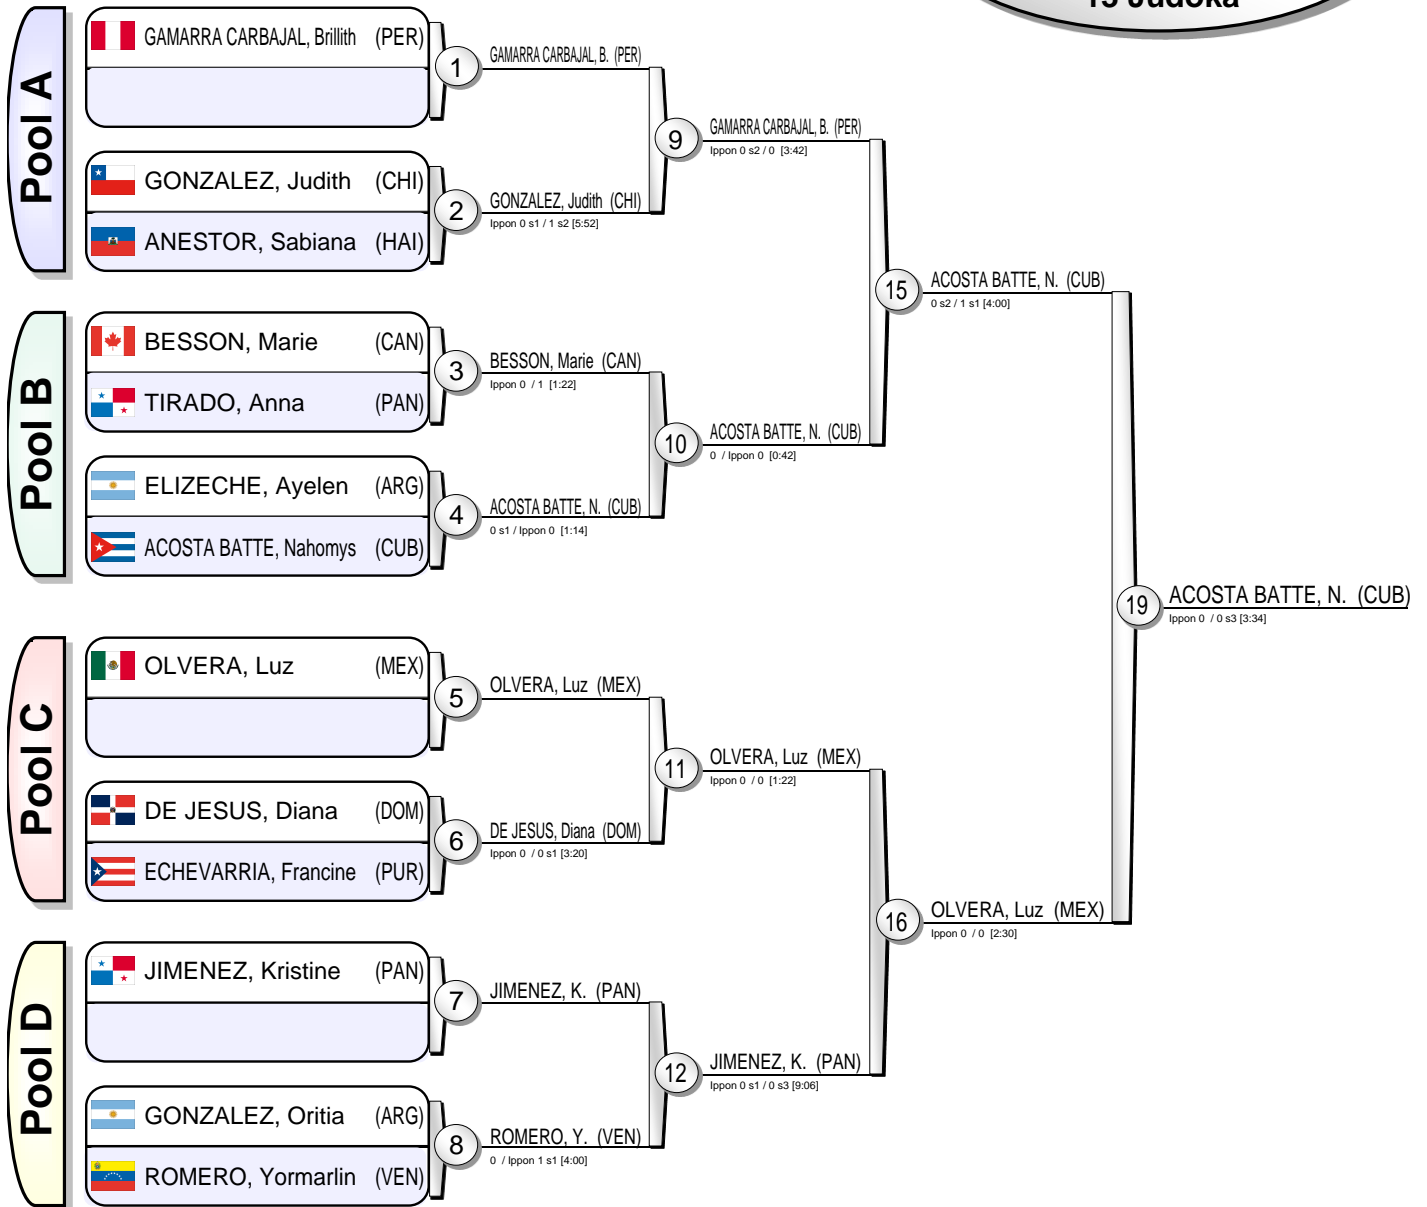 13 Judoka
Pool A
GAMARRA CARBAJAL, Brillith (PER)
GONZALEZ, Judith (CHI)
ANESTOR, Sabiana (HAI)
Pool B
BESSON, Marie (CAN)
TIRADO, Anna (PAN)
ELIZECHE, Ayelen (ARG)
ACOSTA BATTE, Nahomys (CUB)
Pool C
OLVERA, Luz (MEX)
DE JESUS, Diana (DOM)
ECHEVARRIA, Francine (PUR)
Pool D
JIMENEZ, Kristine (PAN)
GONZALEZ, Oritia (ARG)
ROMERO, Yormarlin (VEN)
1
GAMARRA CARBAJAL, B. (PER)
2
GONZALEZ, Judith (CHI)
Ippon 0 s1 / 1 s2 [5:52]
3
BESSON, Marie (CAN)
Ippon 0 / 1 [1:22]
4
ACOSTA BATTE, N. (CUB)
0 s1 / Ippon 0 [1:14]
5
OLVERA, Luz (MEX)
6
DE JESUS, Diana (DOM)
Ippon 0 / 0 s1 [3:20]
7
JIMENEZ, K. (PAN)
8
ROMERO, Y. (VEN)
0 / Ippon 1 s1 [4:00]
9
GAMARRA CARBAJAL, B. (PER)
Ippon 0 s2 / 0 [3:42]
10
ACOSTA BATTE, N. (CUB)
0 / Ippon 0 [0:42]
11
OLVERA, Luz (MEX)
Ippon 0 / 0 [1:22]
12
JIMENEZ, K. (PAN)
Ippon 0 s1 / 0 s3 [9:06]
15
ACOSTA BATTE, N. (CUB)
0 s2 / 1 s1 [4:00]
16
OLVERA, Luz (MEX)
Ippon 0 / 0 [2:30]
19
ACOSTA BATTE, N. (CUB)
Ippon 0 / 0 s3 [3:34]